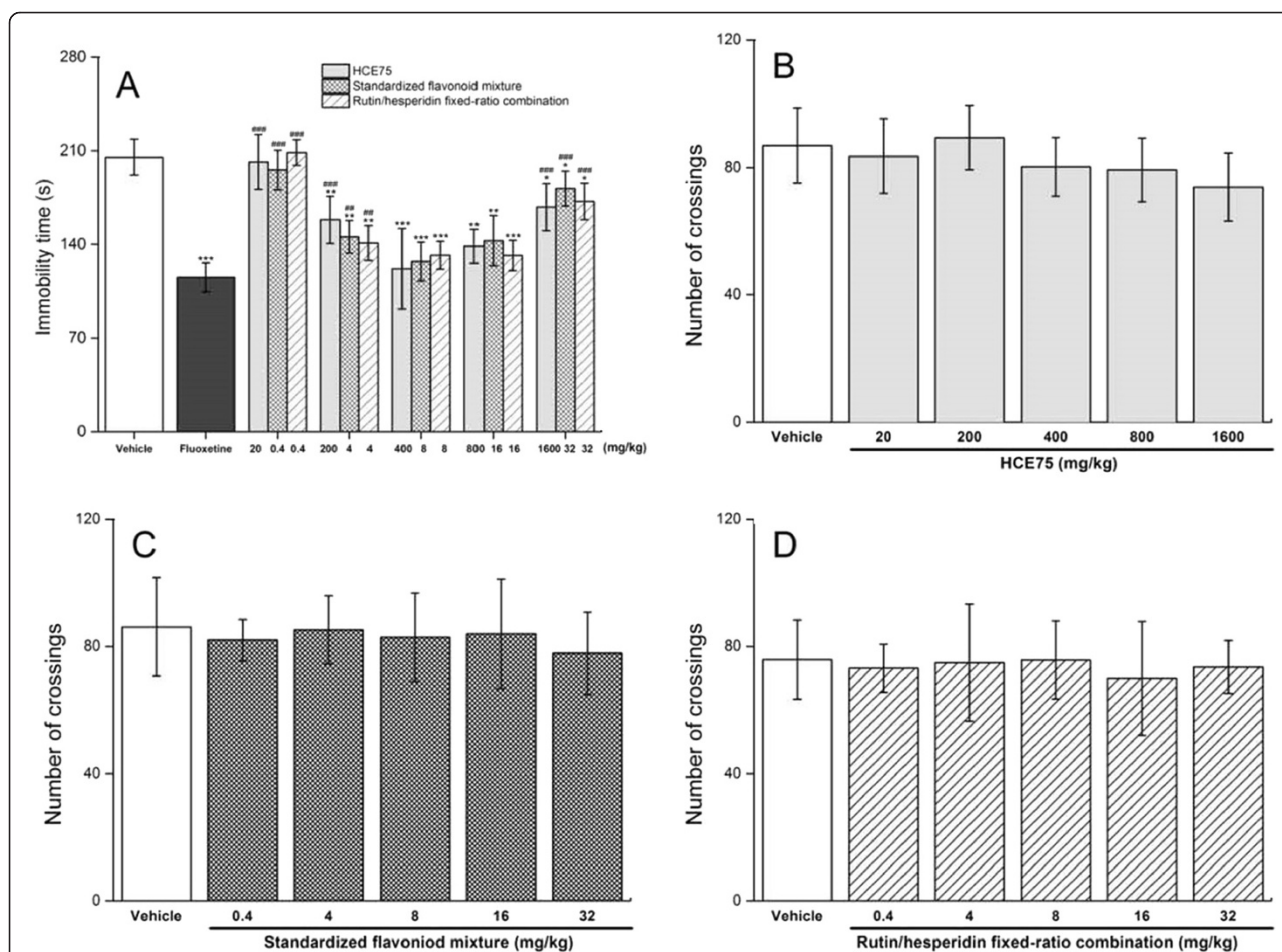 A
HCE75
Standardized flavonoid mixture
Rutin/hesperidin fixed-ratio combination
Immobility time (s)
280
210
140
70
0
***
### ### ###
### ## ##
** ** **
*** *** ***
** ** ***
### ### ###
* * *
Vehicle Fluoxetine 20 0.4 0.4 200 4 4 400 8 8 800 16 16 1600 32 32 (mg/kg)
B
Number of crossings
120
80
40
0
Vehicle 20 200 400 800 1600
HCE75 (mg/kg)
C
Number of crossings
120
80
40
0
Vehicle 0.4 4 8 16 32
Standardized flavoniod mixture (mg/kg)
D
Number of crossings
120
80
40
0
Vehicle 0.4 4 8 16 32
Rutin/hesperidin fixed-ratio combination (mg/kg)